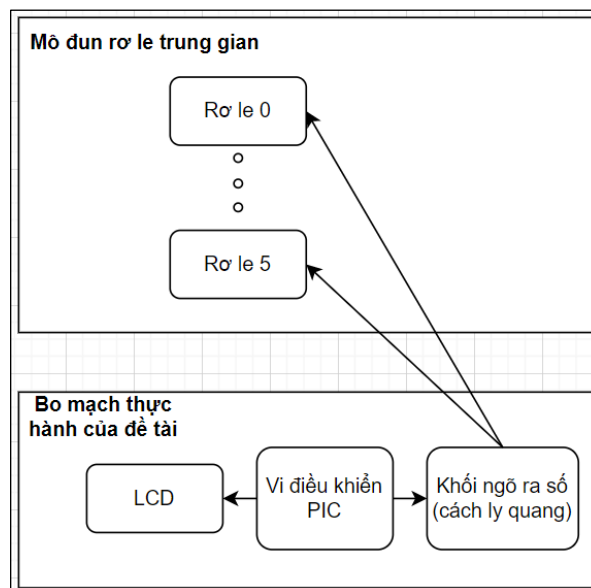 Mô đun rơ le trung gian
Rơ le 0
Rơ le 5
Bo mạch thực
hành của đề tài
LCD
Vi điều khiển
PIC
Khối ngõ ra số
(cách ly quang)